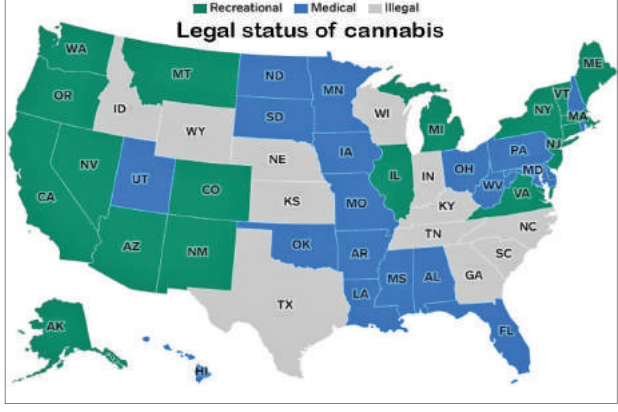 Recreational Medical Illegal
Legal status of cannabis
WA
MT
ND
MN
ME
VT
OR
ID
SD
WI
NY
MA
WY
MI
IA
NE
PA
NJ
NV
UT
IL
IN
OH
MD
CO
WV
VA
CA
KS
MO
KY
NC
TN
AZ
NM
OK
AR
SC
MS
AL
GA
TX
LA
AK
FL
HI